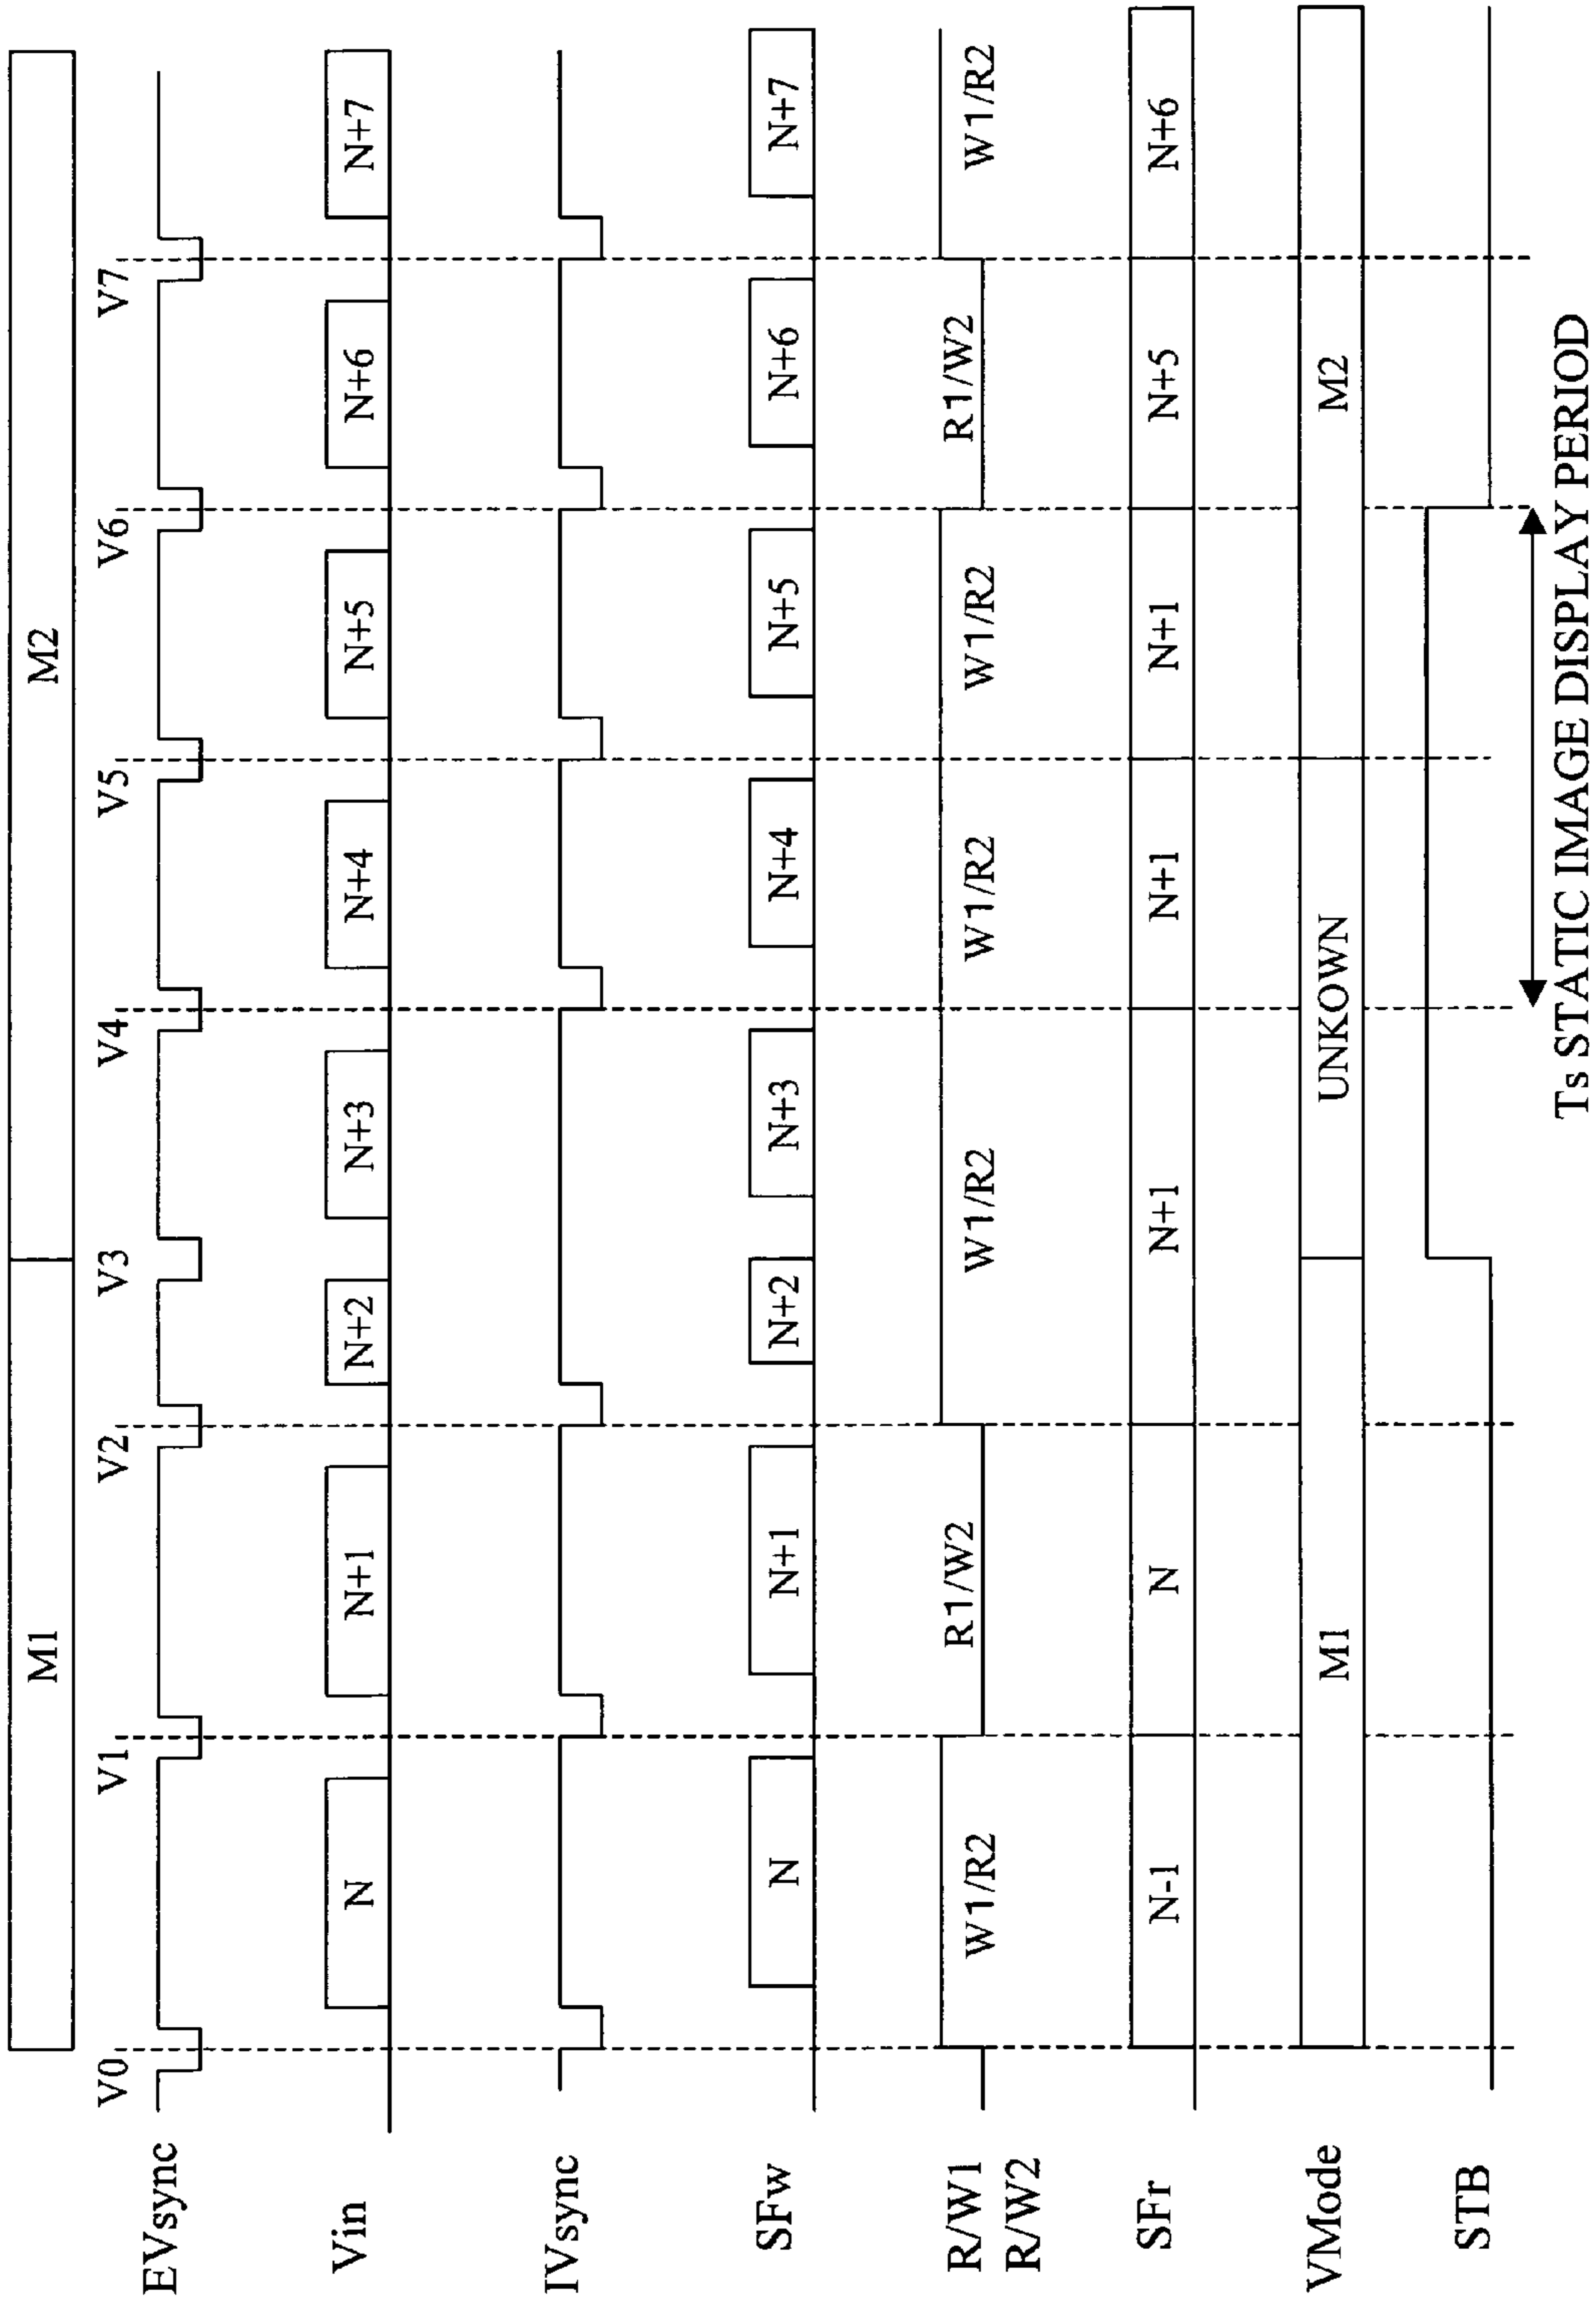 M1 M2
V0 V1 V2 V3 V4 V5 V6 V7
EVsync
Vin N N+1 N+2 N+3 N+4 N+5 N+6 N+7
IVsync
SFw N N+1 N+2 N+3 N+4 N+5 N+6 N+7
R/W1 W1/R2 R1/W2 W1/R2 W1/R2 W1/R2 R1/W2 W1/R2
R/W2
SFr N-1 N N+1 N+1 N+1 N+5 N+6
VMode M1 UNKOWN M2
STB
Ts STATIC IMAGE DISPLAY PERIOD